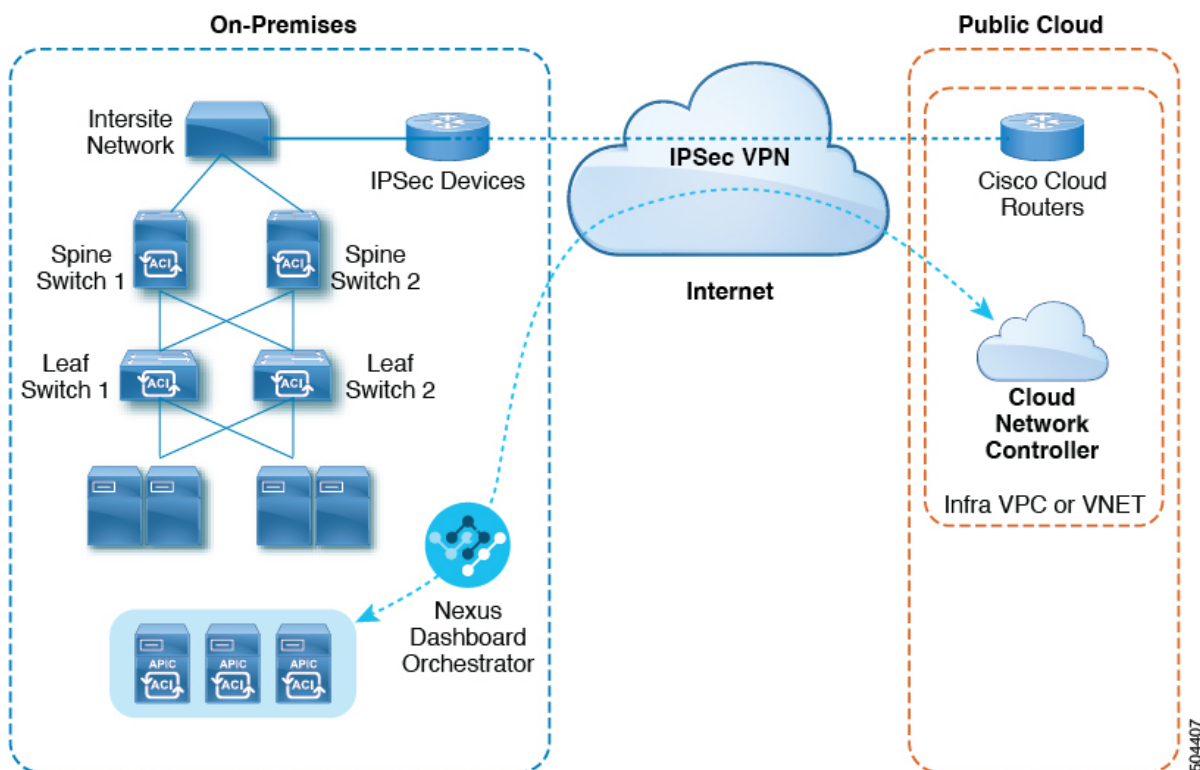 On-Premises
Public Cloud
Intersite
Network
IPSec Devices
IPSec VPN
Cisco Cloud
Routers
Spine
Switch 1
ACI
ACI
Spine
Switch 2
Internet
Leaf
Switch 1
ACI
ACI
Leaf
Switch 2
Cloud
Network
Controller
Infra VPC or VNET
Nexus
Dashboard
Orchestrator
APIC
ACI
APIC
ACI
APIC
ACI
504407